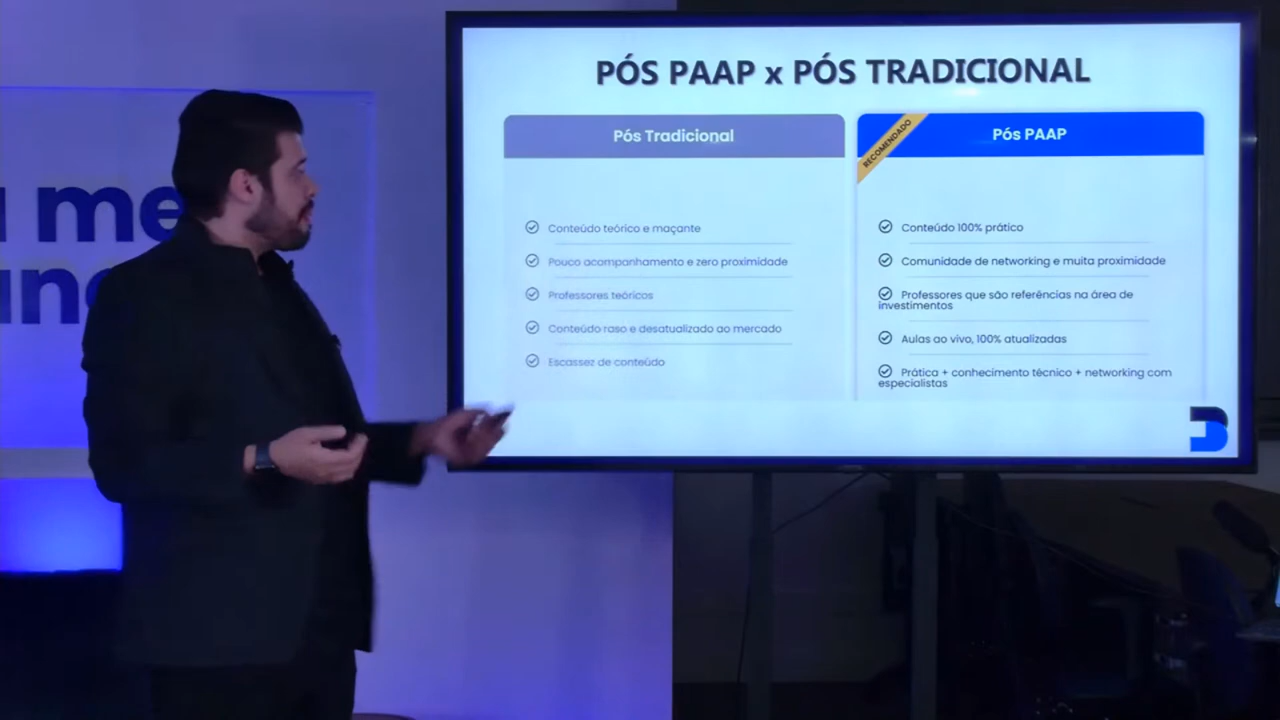 me
PÓS PAAP x PÓS TRADICIONAL
Pós Tradicional
Conteúdo teórico e maçante
Pouco acompanhamento e zero proximidade
Professores teóricos
Conteúdo raso e desatualizado ao mercado
Escassez de conteúdo
RECOMENDADO
Pós PAAP
Conteúdo 100% prático
Comunidade de networking e muita proximidade
Professores que são referências na área de
investimentos
Aulas ao vivo, 100% atualizadas
Prática + conhecimento técnico + networking com
especialistas